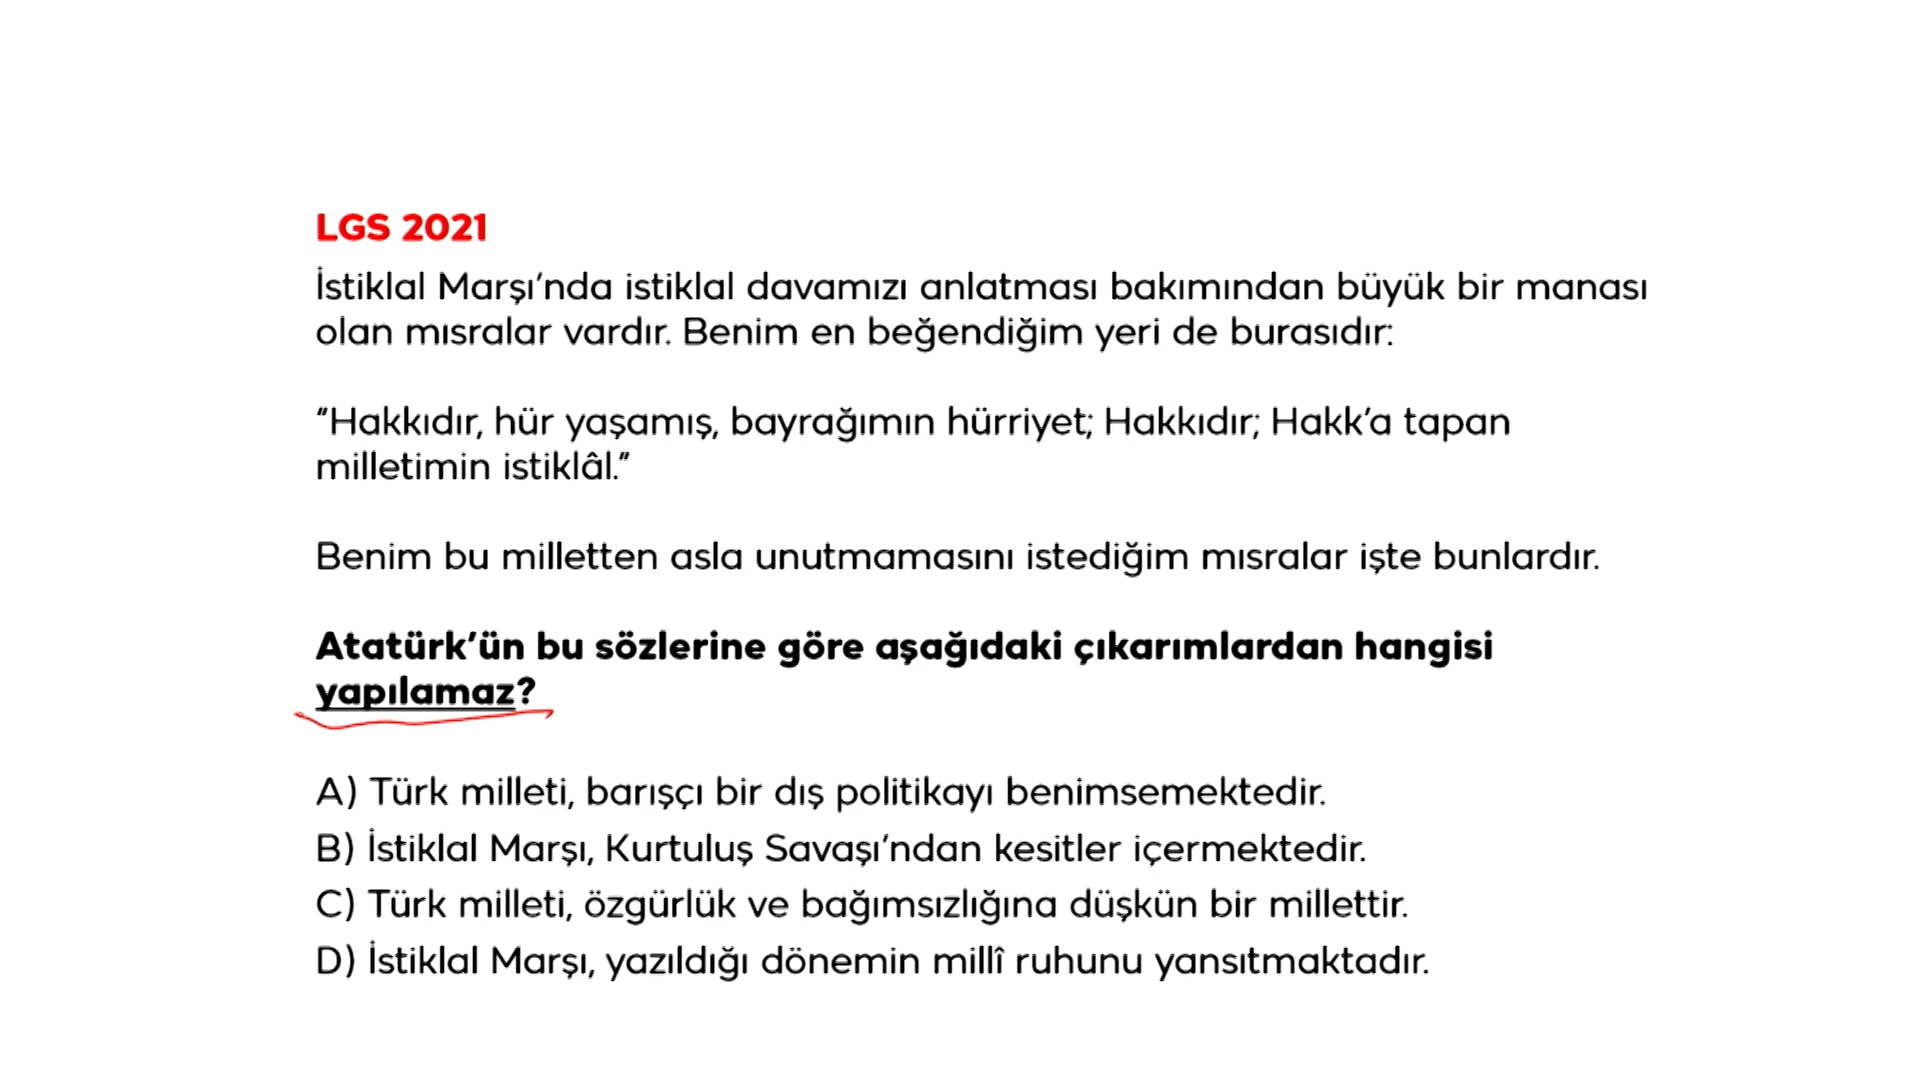 LGS 2021
İstiklal Marşı’nda istiklal davamızı anlatması bakımından büyük bir manası
olan mısralar vardır. Benim en beğendiğim yeri de burasıdır:
“Hakkıdır, hür yaşamış, bayrağımın hürriyet; Hakkıdır; Hakk’a tapan
milletimin istiklâl.”
Benim bu milletten asla unutmamasını istediğim mısralar işte bunlardır.
Atatürk’ün bu sözlerine göre aşağıdaki çıkarımlardan hangisi
yapılamaz?
A) Türk milleti, barışçı bir dış politikayı benimsemektedir.
B) İstiklal Marşı, Kurtuluş Savaşı’ndan kesitler içermektedir.
C) Türk milleti, özgürlük ve bağımsızlığına düşkün bir millettir.
D) İstiklal Marşı, yazıldığı dönemin millî ruhunu yansıtmaktadır.